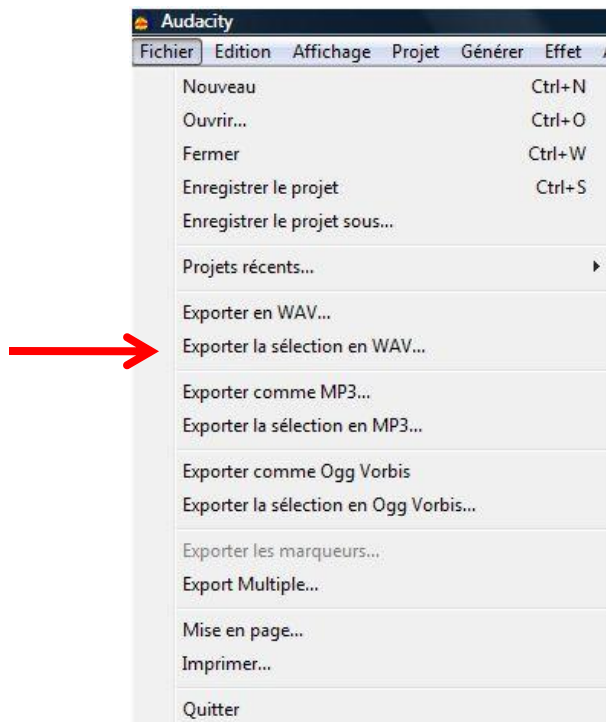 Audacity
Fichier Edition Affichage Projet Générer Effet
Nouveau Ctrl+N
Ouvrir... Ctrl+O
Fermer Ctrl+W
Enregistrer le projet Ctrl+S
Enregistrer le projet sous...
Projets récents...
Exporter en WAV...
Exporter la sélection en WAV...
Exporter comme MP3...
Exporter la sélection en MP3...
Exporter comme Ogg Vorbis
Exporter la sélection en Ogg Vorbis...
Exporter les marqueurs...
Export Multiple...
Mise en page...
Imprimer...
Quitter